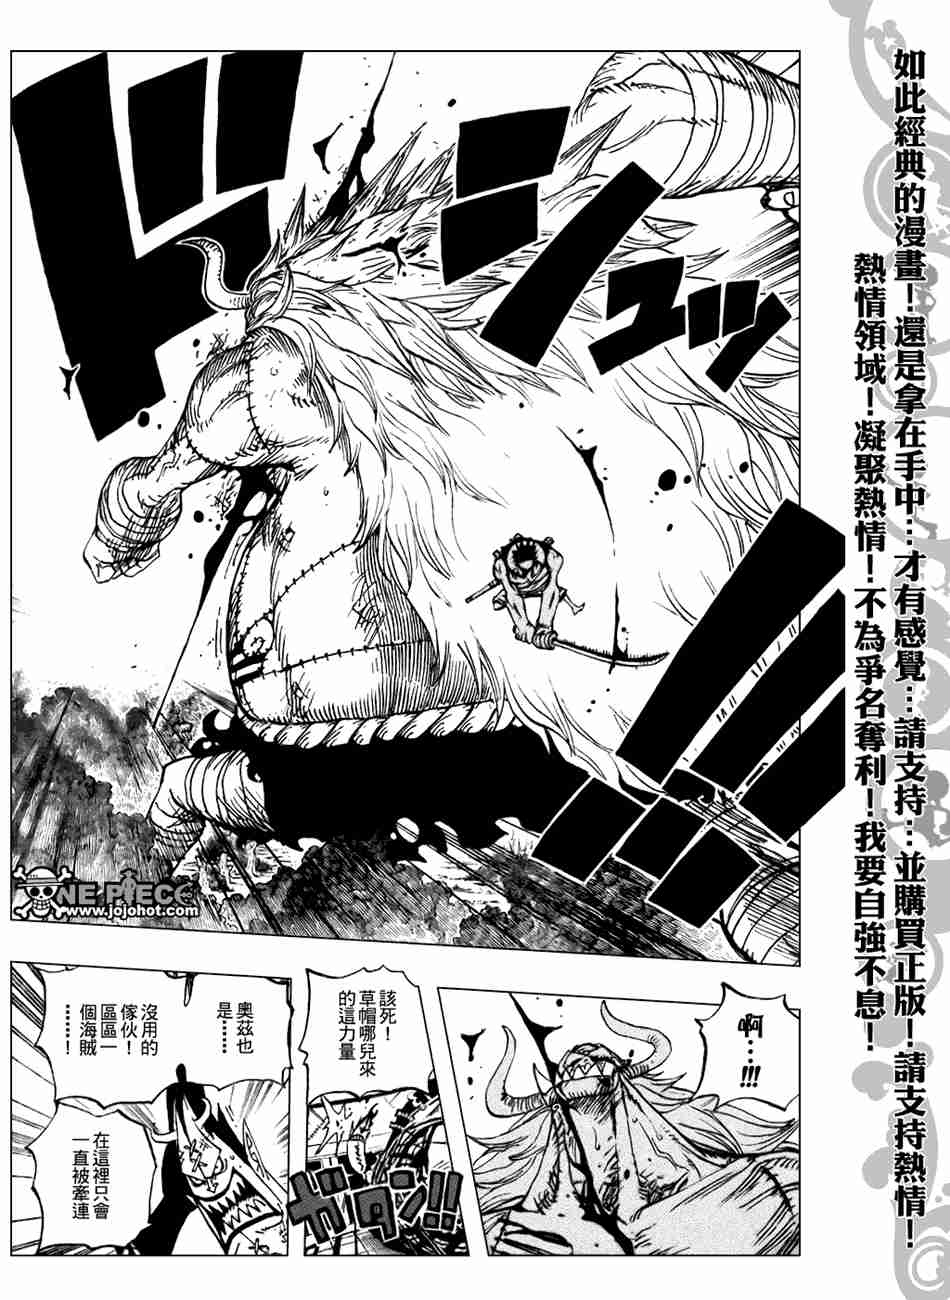 如此經典的漫畫！還是拿在手中…才有感覺…請支持…並購買正版！請支持熱情！
熱情領域！凝聚熱情！不為爭名奪利！我要自強不息！
ドドシュッ!!!
ONE PIECE
www.jojohot.com
啊…!!!
該死！
草帽哪兒來
的這力量
ガタン!!
奧茲也
是……
沒用的
傢伙！
區區一
個海賊
……！
在這裡只會
一直被牽連